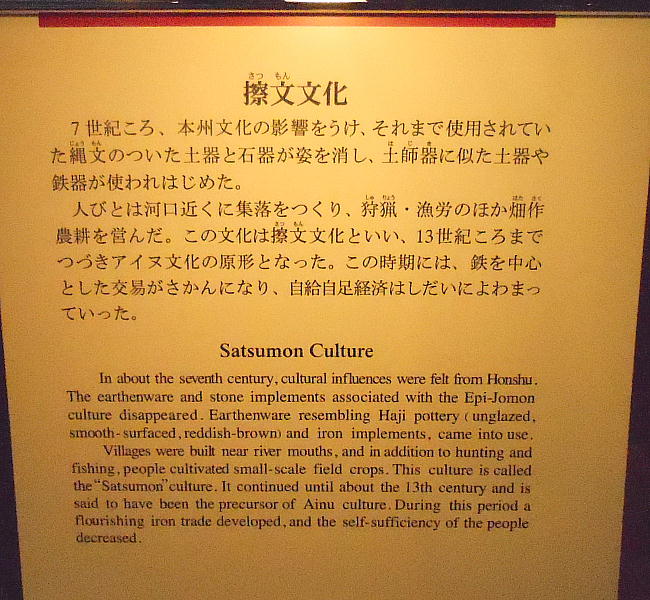 擦文文化
7世紀ころ、本州文化の影響をうけ、それまで使用されてい
た縄文のついた土器と石器が姿を消し、土師器に似た土器や
鉄器が使われはじめた。
人びとは河口近くに集落をつくり、狩猟・漁労のほか畑作
農耕を営んだ。この文化は擦文文化といい、13世紀ころまで
つづきアイヌ文化の原形となった。この時期には、鉄を中心
とした交易がさかんになり、自給自足経済はしだいによわまっ
ていった。
Satsumon Culture
In about the seventh century, cultural influences were felt from Honshu.
The earthenware and stone implements associated with the Epi-Jomon
culture disappeared. Earthenware resembling Haji pottery (unglazed,
smooth-surfaced, reddish-brown) and iron implements, came into use.
Villages were built near river mouths, and in addition to hunting and
fishing, people cultivated small-scale field crops. This culture is called
the "Satsumon" culture. It continued until about the 13th century and is
said to have been the precursor of Ainu culture. During this period a
flourishing iron trade developed, and the self-sufficiency of the people
decreased.